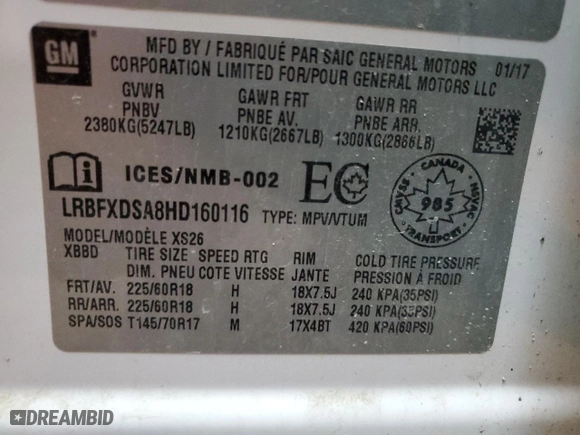 GM
MFD BY / FABRIQUÉ PAR SAIC GENERAL MOTORS 01/17
CORPORATION LIMITED FOR/POUR GENERAL MOTORS LLC
GVWR GAWR FRT GAWR RR
PNBV PNBE AV. PNBE ARR.
2380KG(5247LB) 1210KG(2667LB) 1300KG(2866LB)
ICES/NMB-002 EC
CANADA
CMVSS NSVAC
985
TRANSPORT
LRBFXDSA8HD160116 TYPE: MPV/VTUM
MODEL/MODÈLE XS26
XBBD TIRE SIZE SPEED RTG RIM COLD TIRE PRESSURE
DIM. PNEU COTE VITESSE JANTE PRESSION À FROID
FRT/AV. 225/60R18 H 18X7.5J 240 KPA(35PSI)
RR/ARR. 225/60R18 H 18X7.5J 240 KPA(35PSI)
SPA/SOS T145/70R17 M 17X4BT 420 KPA(60PSI)
DREAMBID